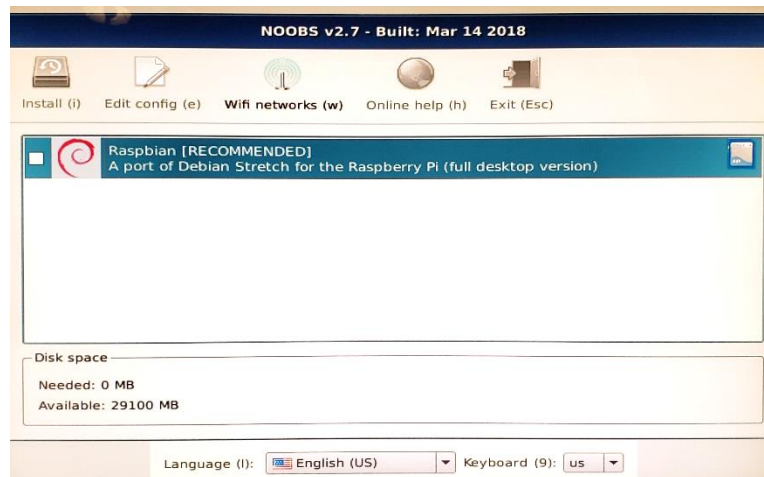 NOOBS v2.7 - Built: Mar 14 2018
Install (i) Edit config (e) Wifi networks (w) Online help (h) Exit (Esc)
Raspbian [RECOMMENDED]
A port of Debian Stretch for the Raspberry Pi (full desktop version)
Disk space
Needed: 0 MB
Available: 29100 MB
Language (l): English (US) Keyboard (9): us